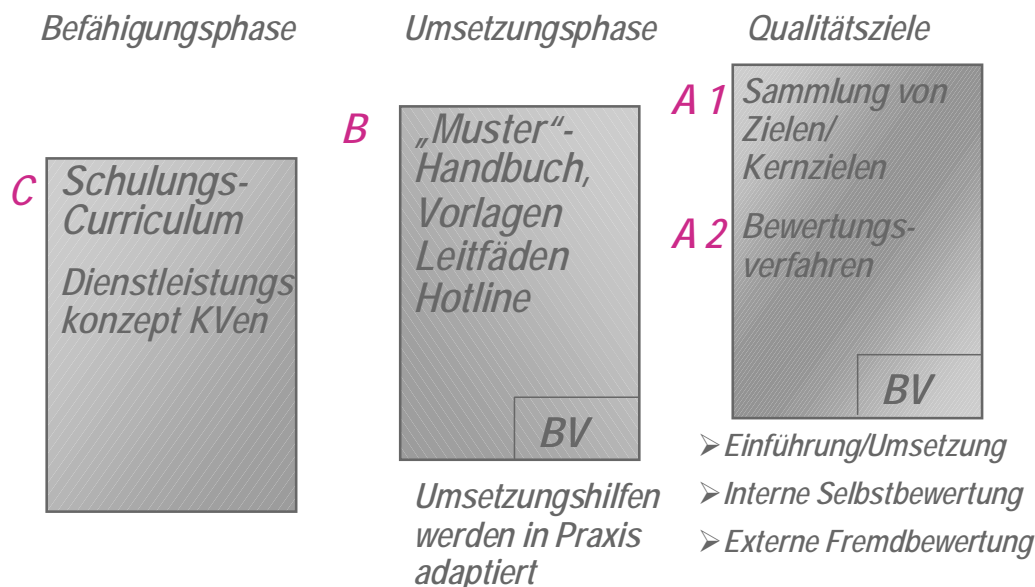 Befähigungsphase
Umsetzungsphase
Qualitätsziele
C
Schulungs-
Curriculum
Dienstleistungs
konzept KVen
B
„Muster“-
Handbuch,
Vorlagen
Leitfäden
Hotline
BV
Umsetzungshilfen
werden in Praxis
adaptiert
A 1
Sammlung von
Zielen/
Kernzielen
A 2
Bewertungs-
verfahren
BV
➢ Einführung/Umsetzung
➢ Interne Selbstbewertung
➢ Externe Fremdbewertung